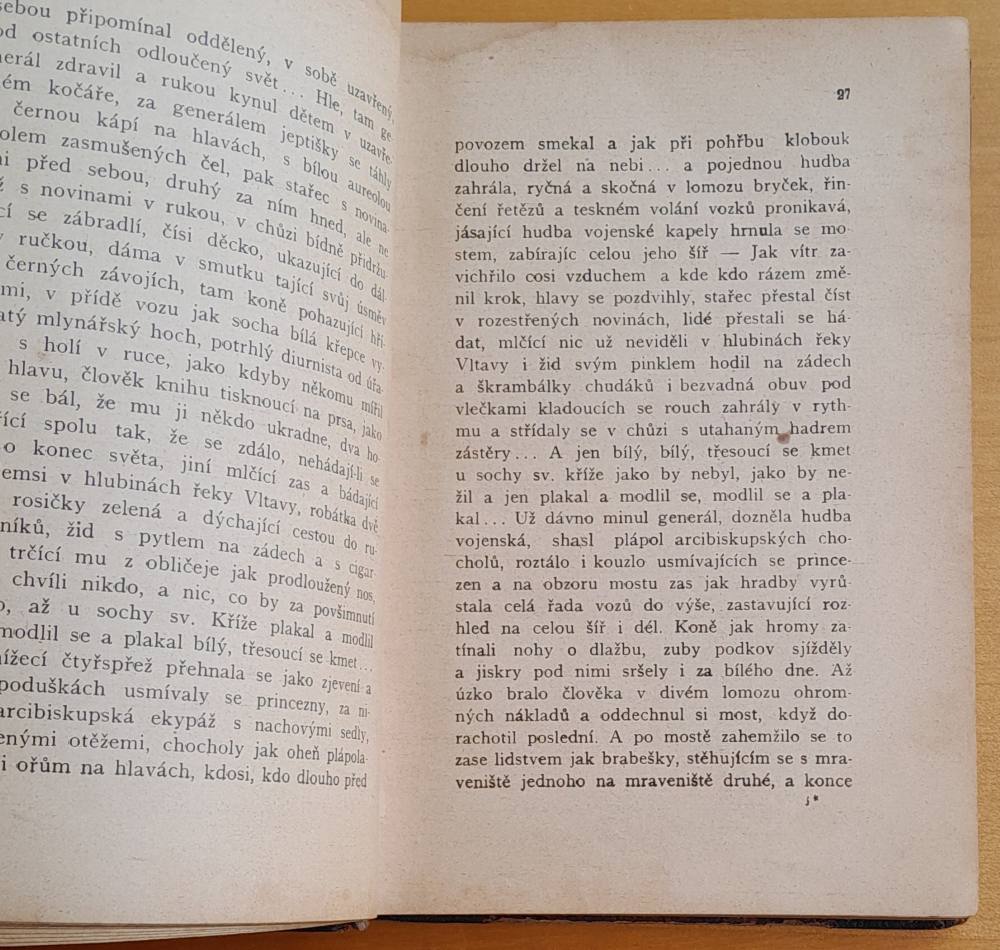 sebou připomínal oddělený, v sobě uzavřený,
od ostatních odloučený svět... Hle, tam ge-
nerál zdravil a rukou kynul dětem v uzavře-
ém kočáře, za generálem jeptišky se táhly
černou kápí na hlavách, s bílou aureolou
olem zasmušených čel, pak stařec s novina-
mi před sebou, druhý za ním hned, ale ne
ž s novinami v rukou, v chůzi bídně přidržu-
cí se zábradlí, čísi děcko, ukazující do dál-
ručkou, dáma v smutku tající svůj úsměv
černých závojích, tam koně pohazující hří-
mi, v přídě vozu jak socha bílá křepce vy-
atý mlynářský hoch, potrhlý diurnista od úřa-
s holí v ruce, jako kdyby někomu mířil
hlavu, člověk knihu tisknoucí na prsa, jako
se bál, že mu ji někdo ukradne, dva ho-
řící spolu tak, že se zdálo, nehádají-li se
o konec světa, jiní mlčící zas a bádající
emsi v hlubinách řeky Vltavy, robátka dvě
rosičky zelená a dýchající cestou do ru-
níků, žid s pytlem na zádech a s cigar-
trčící mu z obličeje jak prodloužený nos,
chvíli nikdo, a nic, co by za povšimnutí
o, až u sochy sv. Kříže plakal a modlil
modlil se a plakal bílý, třesoucí se kmet...
nížecí čtyřspřež přehnala se jako zjevení a
poduškách usmívaly se princezny, za ni-
arcibiskupská ekypáž s nachovými sedly,
enými otěžemi, chocholy jak oheň plápola-
i ořům na hlavách, kdosi, kdo dlouho před
27
povozem smekal a jak při pohřbu klobouk
dlouho držel na nebi... a pojednou hudba
zahrála, ryčná a skočná v lomozu bryček, řin-
čení řetězů a teskném volání vozků pronikavá,
jásající hudba vojenské kapely hrnula se mo-
stem, zabírajíc celou jeho šíř — Jak vítr za-
vichřilo cosi vzduchem a kde kdo rázem změ-
nil krok, hlavy se pozdvihly, stařec přestal číst
v rozestřených novinách, lidé přestali se há-
dat, mlčící nic už neviděli v hlubinách řeky
Vltavy i žid svým pinklem hodil na zádech
a škrambálky chudáků i bezvadná obuv pod
vlečkami kladoucích se rouch zahrály v ryth-
mu a střídaly se v chůzi s utahaným hadrem
zástěry... A jen bílý, bílý, třesoucí se kmet
u sochy sv. kříže jako by nebyl, jako by ne-
žil a jen plakal a modlil se, modlil se a pla-
kal... Už dávno minul generál, dozněla hudba
vojenská, shasl plápol arcibiskupských cho-
cholů, roztálo i kouzlo usmívajících se prince-
zen a na obzoru mostu zas jak hradby vyrů-
stala celá řada vozů do výše, zastavující roz-
hled na celou šíř i dél. Koně jak hromy za-
tínali nohy o dlažbu, zuby podkov sjížděly
a jiskry pod nimi sršely i za bílého dne. Až
úzko bralo člověka v divém lomozu ohrom-
ných nákladů a oddechnul si most, když do-
rachotil poslední. A po mostě zahemžilo se to
zase lidstvem jak brabešky, stěhujícím se s mra-
veniště jednoho na mraveniště druhé, a konce